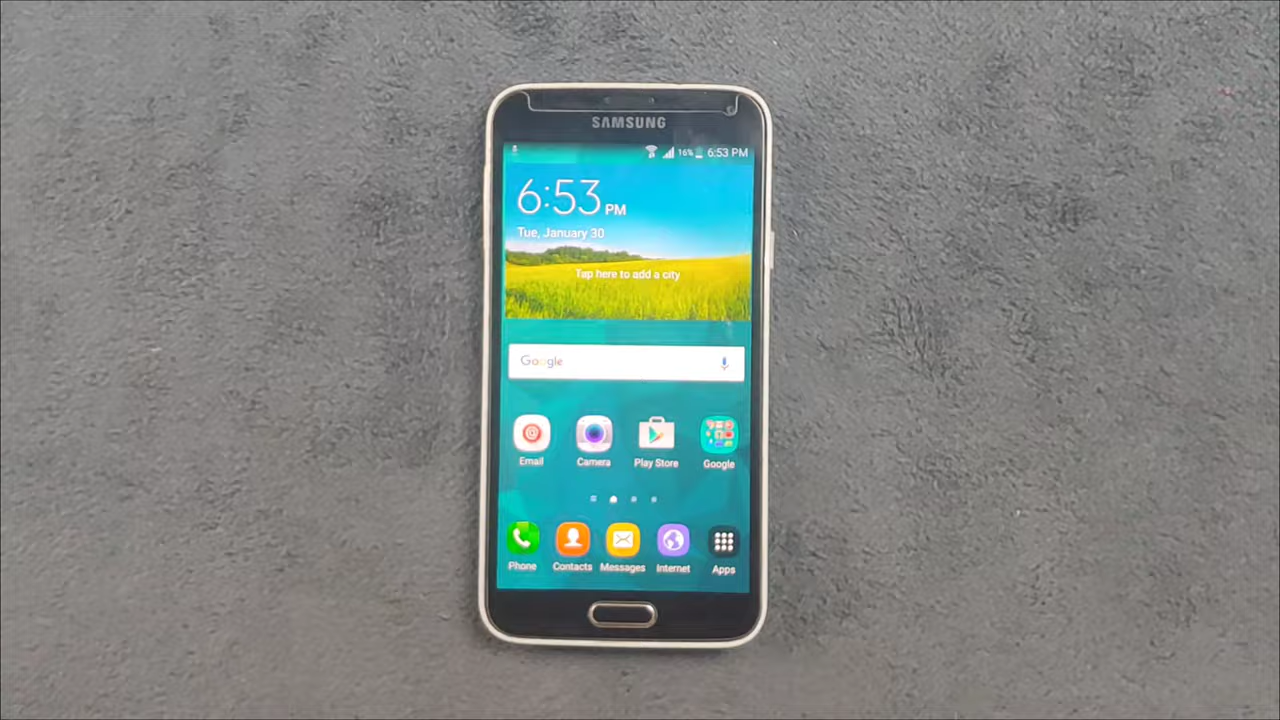 SAMSUNG
16% 6:53 PM
6:53 PM
Tue, January 30
Tap here to add a city
Google
Email Camera Play Store Google
Phone Contacts Messages Internet Apps